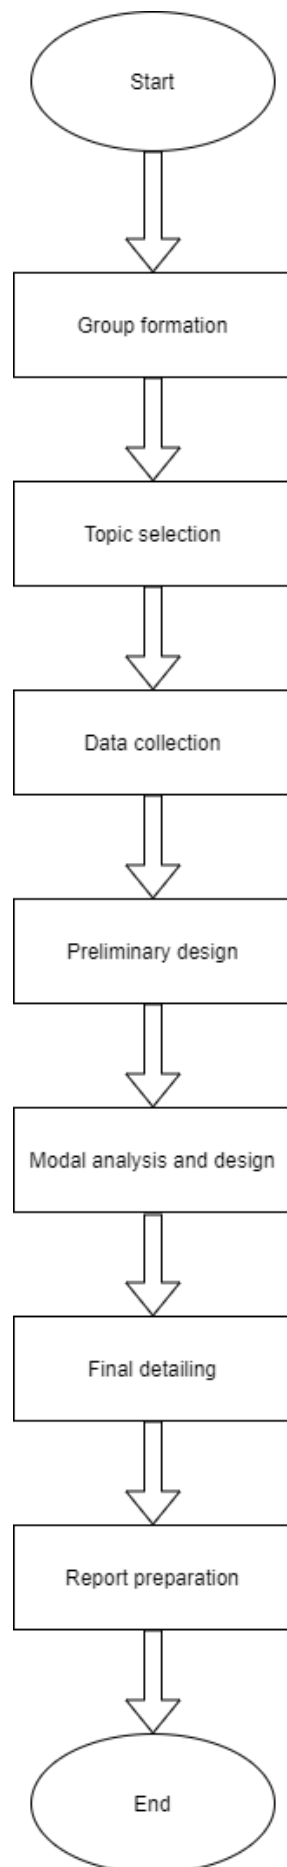 Start
Group formation
Topic selection
Data collection
Preliminary design
Modal analysis and design
Final detailing
Report preparation
End